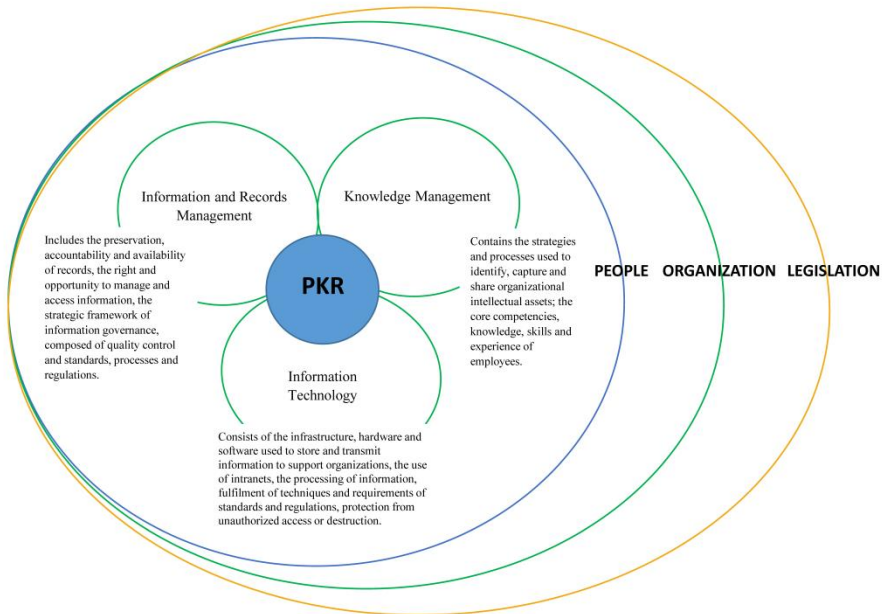 Information and Records
Management
Knowledge Management
Includes the preservation,
accountability and availability
of records, the right and
opportunity to manage and
access information, the
strategic framework of
information governance,
composed of quality control
and standards, processes and
regulations.
PKR
Contains the strategies
and processes used to
identify, capture and
share organizational
intellectual assets; the
core competencies,
knowledge, skills and
experience of
employees.
PEOPLE ORGANIZATION LEGISLATION
Information
Technology
Consists of the infrastructure, hardware and
software used to store and transmit
information to support organizations, the use
of intranets, the processing of information,
fulfilment of techniques and requirements of
standards and regulations, protection from
unauthorized access or destruction.